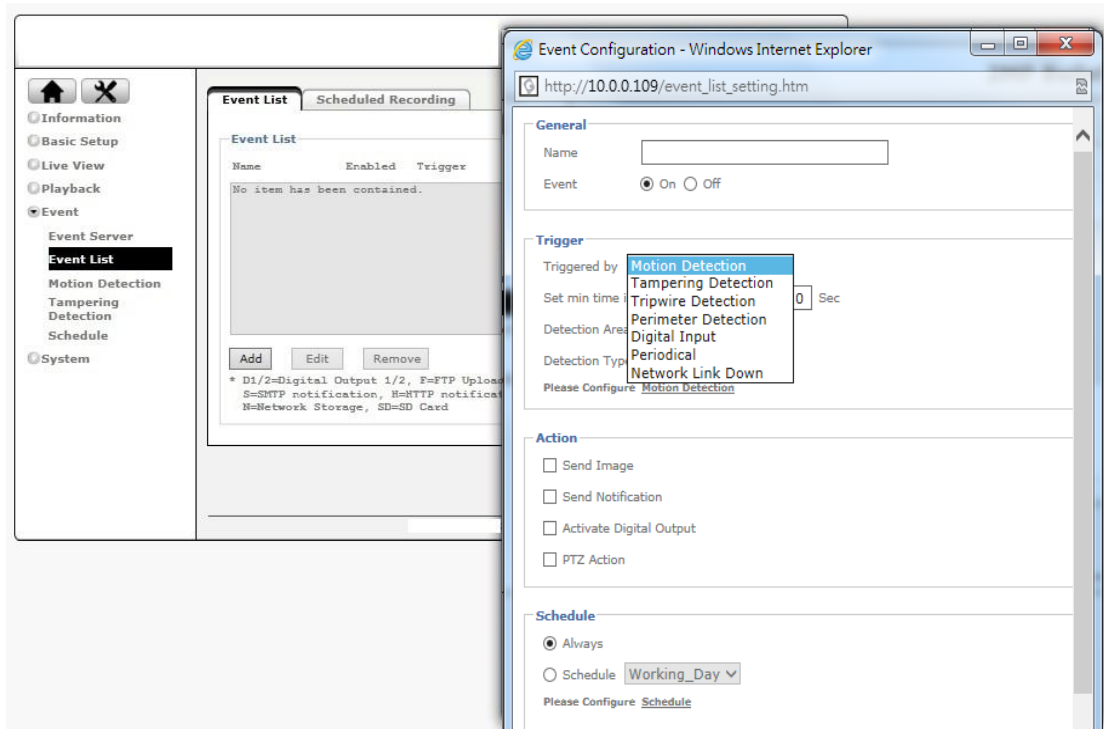 Information
Basic Setup
Live View
Playback
Event
Event Server
Event List
Motion Detection
Tampering
Detection
Schedule
System
Event List Scheduled Recording
Event List
Name Enabled Trigger
No item has been contained.
Add Edit Remove
* D1/2=Digital Output 1/2, F=FTP
S=SMTP notification, H=HTTP
N=Network Storage, SD=SD Card
Event Configuration - Windows Internet Explorer
http://10.0.0.109/event_list_setting.htm
General
Name
Event On Off
Trigger
Triggered by Motion Detection
Tampering Detection
Set min time 0 Sec
Tripwire Detection
Perimeter Detection
Detection
Digital Input
Periodical
Detection
Network Link Down
Please Configure Motion Detection
Action
Send Image
Send Notification
Activate Digital Output
PTZ Action
Schedule
Always
Schedule Working_Day
Please Configure Schedule